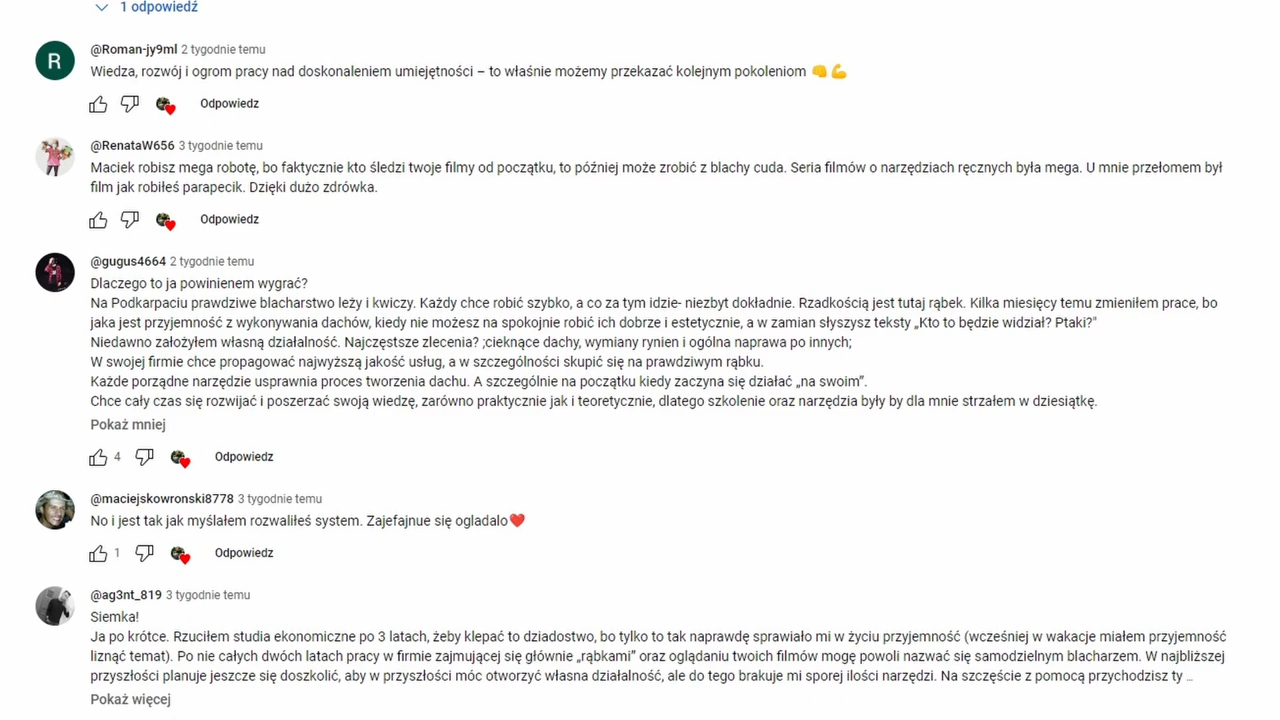 1 odpowiedź
@Roman-jy9ml 2 tygodnie temu
Wiedza, rozwój i ogrom pracy nad doskonaleniem umiejętności – to właśnie możemy przekazać kolejnym pokoleniom 👊💪
Odpowiedz
@RenataW656 3 tygodnie temu
Maciek robisz mega robotę, bo faktycznie kto śledzi twoje filmy od początku, to później może zrobić z blachy cuda. Seria filmów o narzędziach ręcznych była mega. U mnie przełomem był
film jak robiłeś parapecik. Dzięki dużo zdrówka.
Odpowiedz
@gugus4664 2 tygodnie temu
Dlaczego to ja powinienem wygrać?
Na Podkarpaciu prawdziwe blacharstwo leży i kwiczy. Każdy chce robić szybko, a co za tym idzie- niezbyt dokładnie. Rzadkością jest tutaj rąbek. Kilka miesięcy temu zmieniłem prace, bo
jaka jest przyjemność z wykonywania dachów, kiedy nie możesz na spokojnie robić ich dobrze i estetycznie, a w zamian słyszysz teksty „Kto to będzie widział? Ptaki?"
Niedawno założyłem własną działalność. Najczęstsze zlecenia? ;cieknące dachy, wymiany rynien i ogólna naprawa po innych;
W swojej firmie chce propagować najwyższą jakość usług, a w szczególności skupić się na prawdziwym rąbku.
Każde porządne narzędzie usprawnia proces tworzenia dachu. A szczególnie na początku kiedy zaczyna się działać „na swoim”.
Chce cały czas się rozwijać i poszerzać swoją wiedzę, zarówno praktycznie jak i teoretycznie, dlatego szkolenie oraz narzędzia były by dla mnie strzałem w dziesiątkę.
Pokaż mniej
4 Odpowiedz
@maciejskowronski8778 3 tygodnie temu
No i jest tak jak myślałem rozwaliłeś system. Zajefajnue się ogladalo❤️
1 Odpowiedz
@ag3nt_819 3 tygodnie temu
Siemka!
Ja po krótce. Rzuciłem studia ekonomiczne po 3 latach, żeby klepać to dziadostwo, bo tylko to tak naprawdę sprawiało mi w życiu przyjemność (wcześniej w wakacje miałem przyjemność
liznąć temat). Po nie całych dwóch latach pracy w firmie zajmującej się głównie „rąbkami” oraz oglądaniu twoich filmów mogę powoli nazwać się samodzielnym blacharzem. W najbliższej
przyszłości planuje jeszcze się doszkolić, aby w przyszłości móc otworzyć własna działalność, ale do tego brakuje mi sporej ilości narzędzi. Na szczęście z pomocą przychodzisz ty ...
Pokaż więcej